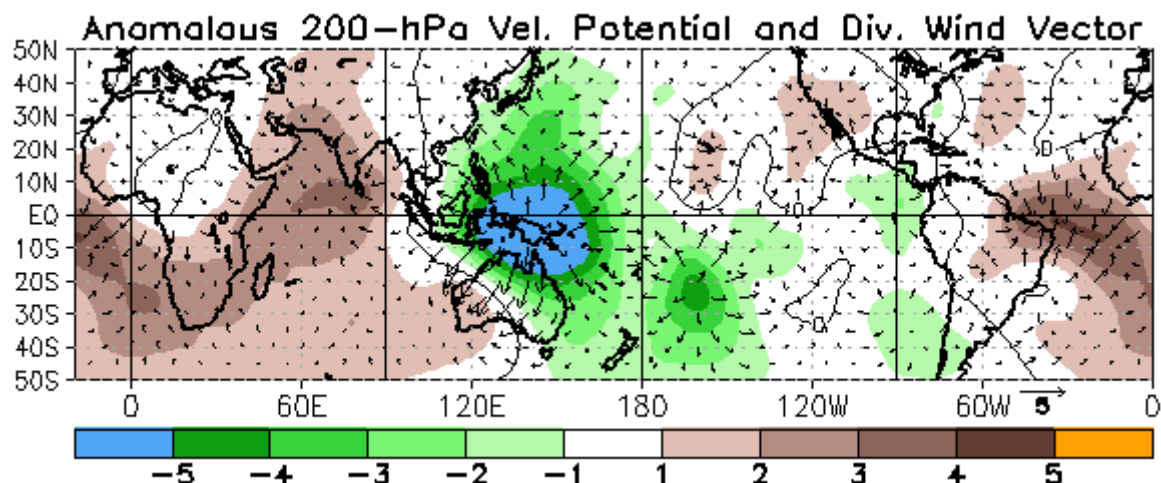 Anamalaus 200-hPa Vel. Potential and Div. Wind Vector
50N
40N
30N
20N
10N
EQ
10S
20S
30S
40S
50S
0 60E 120E 180 120W 60W 5 0
-5 -4 -3 -2 -1 1 2 3 4 5